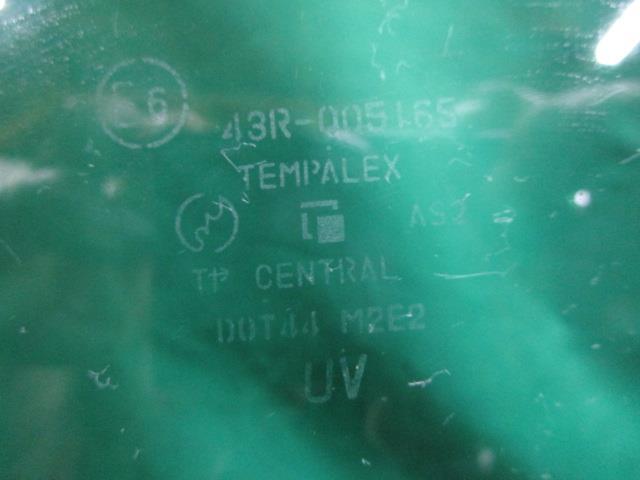 E6 43R-005165
TEMPALEX
AS2
TP CENTRAL
DOT44 M2E2
UV